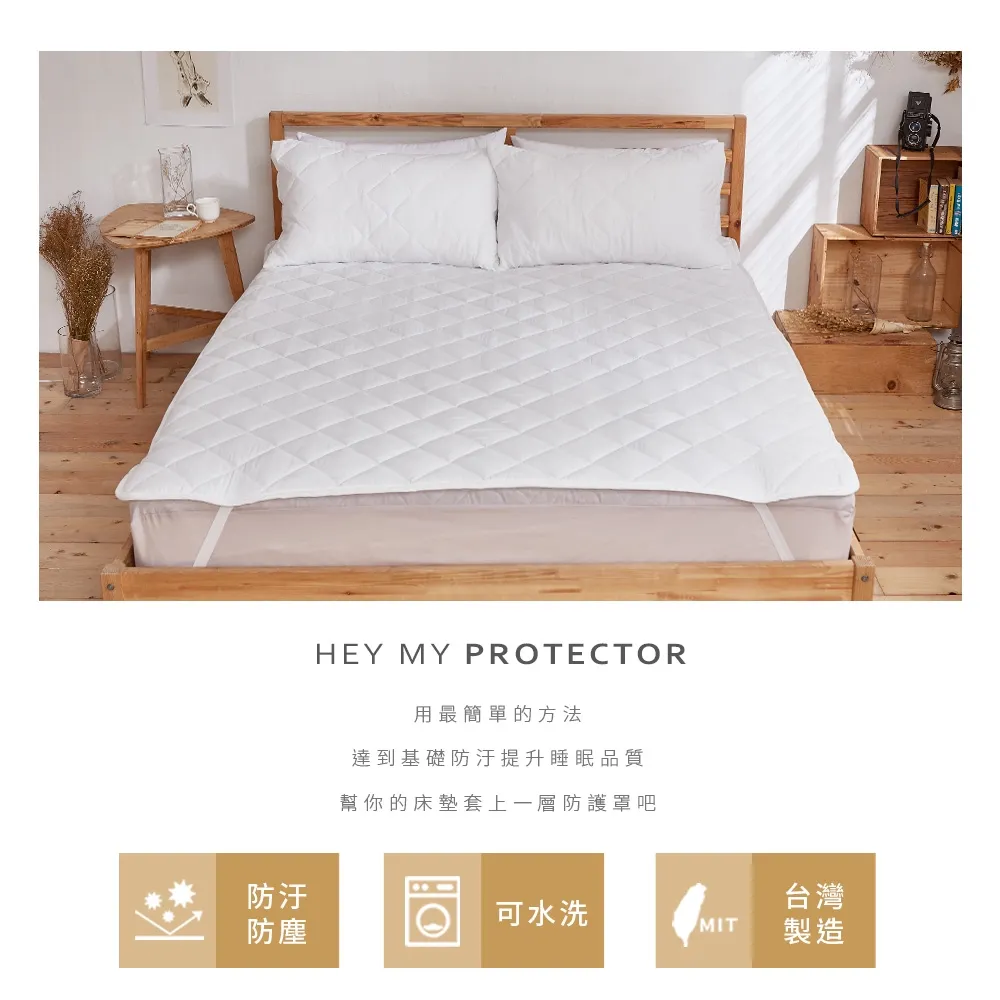 HEY MY PROTECTOR
用最簡單的方法
達到基礎防汙提升睡眠品質
幫你的床墊套上一層防護罩吧
防汙
防塵
可水洗
MIT
台灣
製造